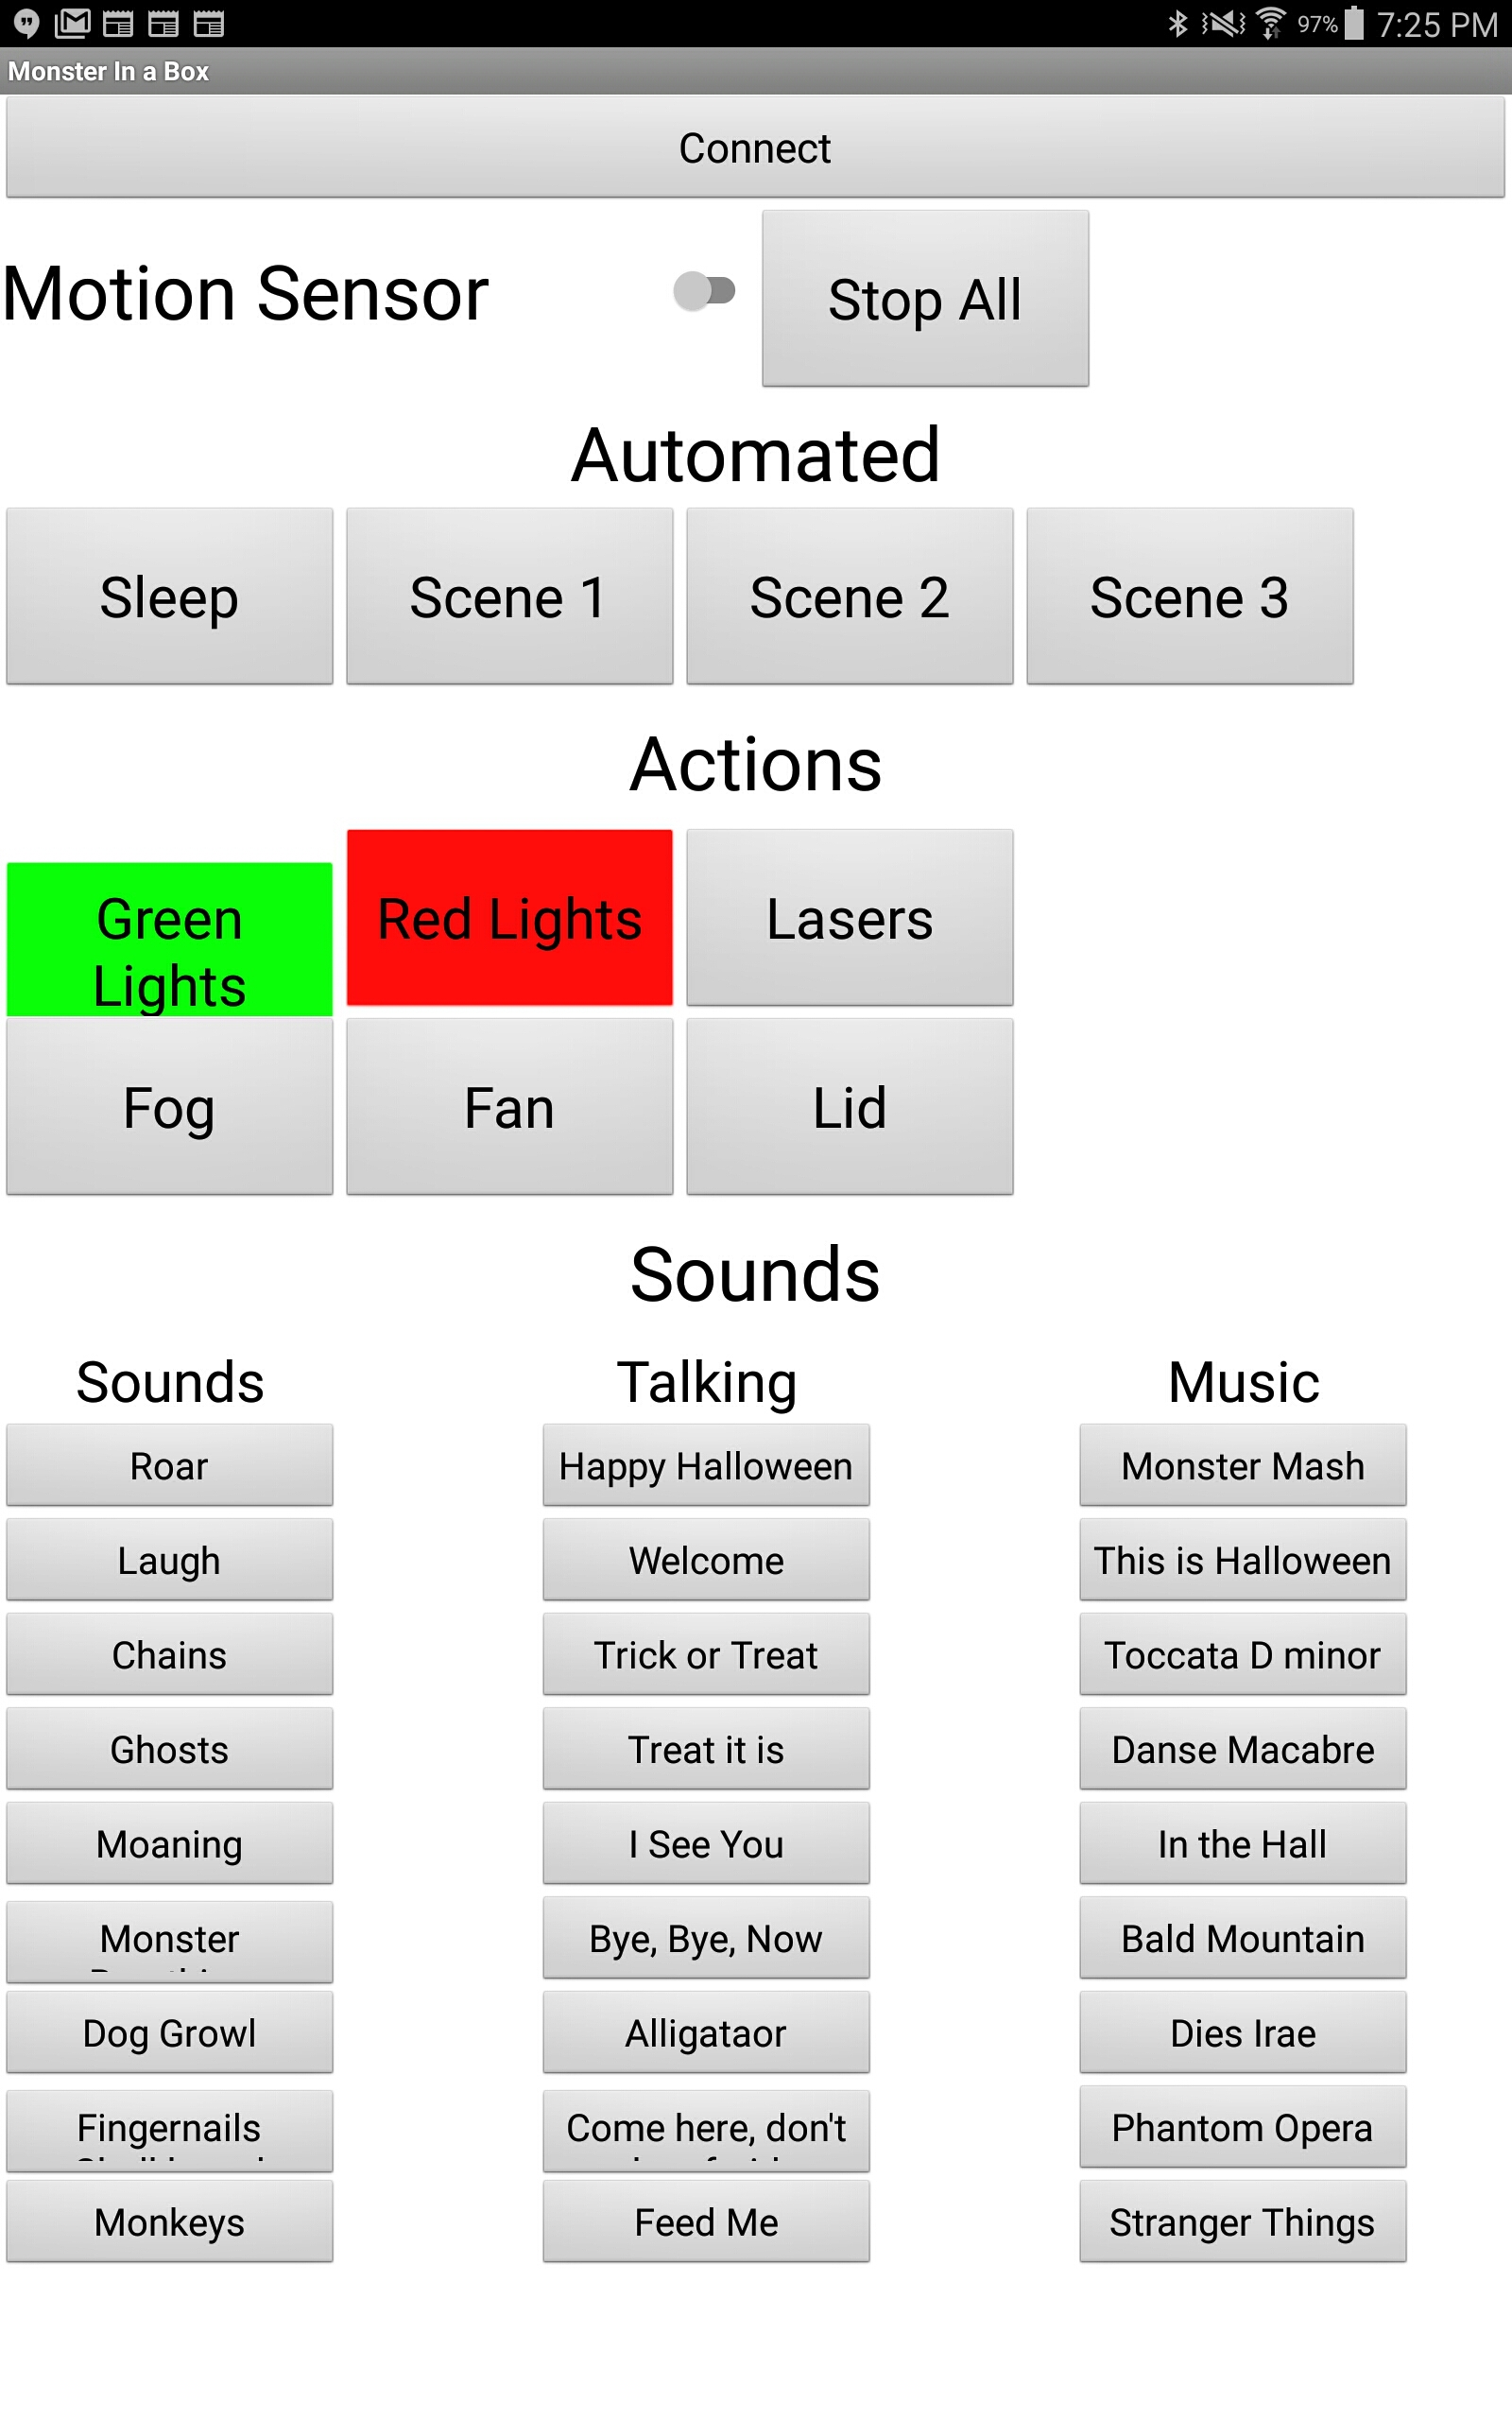 97% 7:25 PM
Monster In a Box
Connect
Motion Sensor
Stop All
Automated
Sleep Scene 1 Scene 2 Scene 3
Actions
Green
Lights
Red Lights Lasers
Fog Fan Lid
Sounds
Sounds Talking Music
Roar Happy Halloween Monster Mash
Laugh Welcome This is Halloween
Chains Trick or Treat Toccata D minor
Ghosts Treat it is Danse Macabre
Moaning I See You In the Hall
Monster Bye, Bye, Now Bald Mountain
Dog Growl Alligataor Dies Irae
Fingernails Come here, don't Phantom Opera
Monkeys Feed Me Stranger Things